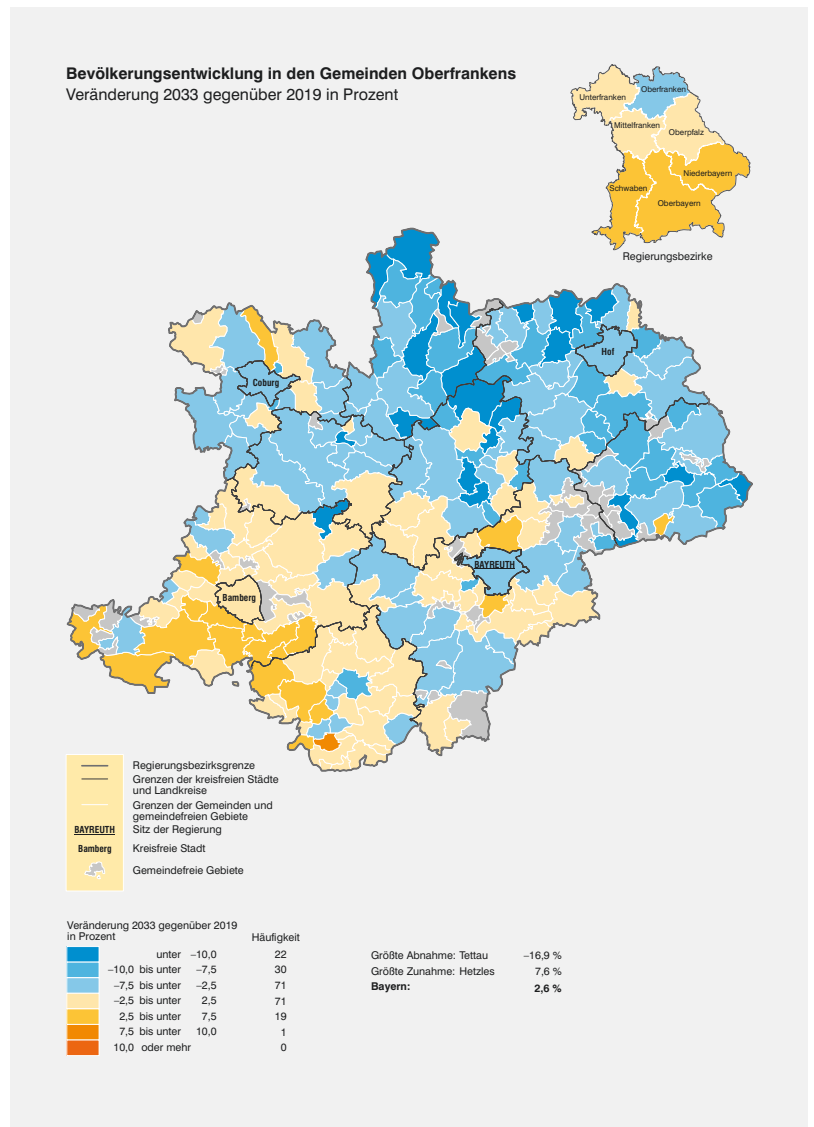 Bevölkerungsentwicklung in den Gemeinden Oberfrankens
Veränderung 2033 gegenüber 2019 in Prozent
Oberfranken
Unterfranken
Mittelfranken
Oberpfalz
Niederbayern
Schwaben
Oberbayern
Regierungsbezirke
Hof
Coburg
BAYREUTH
Bamberg
Regierungsbezirksgrenze
Grenzen der kreisfreien Städte
und Landkreise
Grenzen der Gemeinden und
gemeindefreien Gebiete
BAYREUTH Sitz der Regierung
Bamberg Kreisfreie Stadt
Gemeindefreie Gebiete
Veränderung 2033 gegenüber 2019
in Prozent Häufigkeit
unter −10,0 22
−10,0 bis unter −7,5 30
−7,5 bis unter −2,5 71
−2,5 bis unter 2,5 71
2,5 bis unter 7,5 19
7,5 bis unter 10,0 1
10,0 oder mehr 0
Größte Abnahme: Tettau −16,9 %
Größte Zunahme: Hetzles 7,6 %
Bayern: 2,6 %